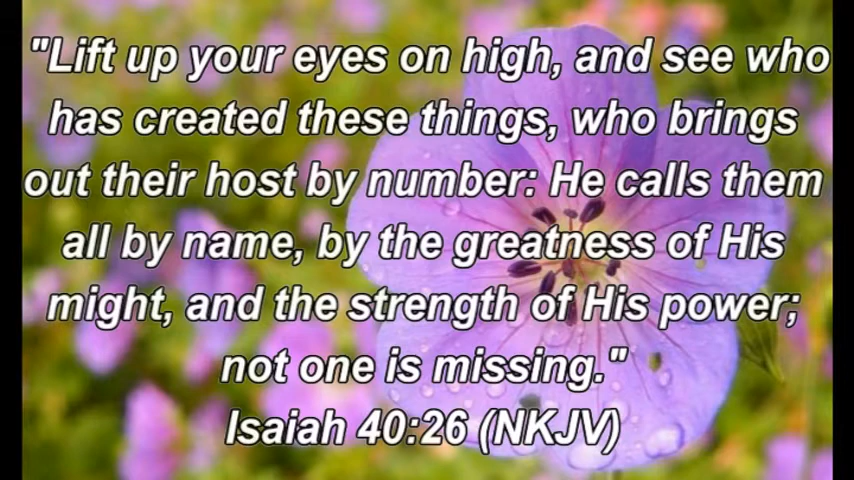 "Lift up your eyes on high, and see who
has created these things, who brings
out their host by number: He calls them
all by name, by the greatness of His
might, and the strength of His power;
not one is missing."
Isaiah 40:26 (NKJV)